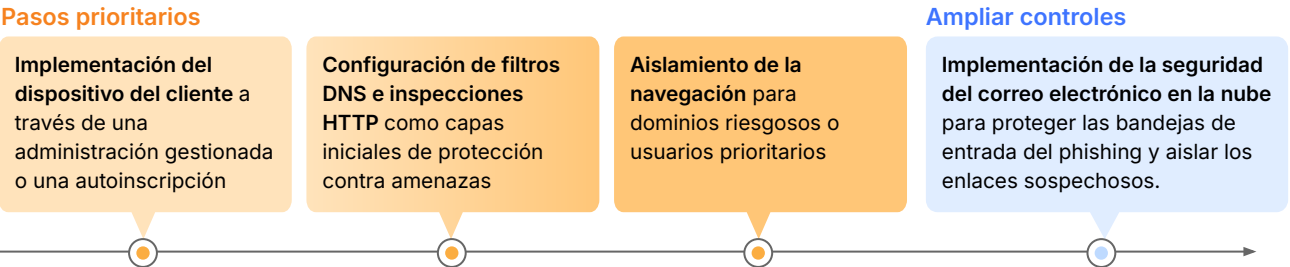 Pasos prioritarios
Implementación del
dispositivo del cliente a
través de una
administración gestionada
o una autoinscripción
Configuración de filtros
DNS e inspecciones
HTTP como capas
iniciales de protección
contra amenazas
Aislamiento de la
navegación para
dominios riesgosos o
usuarios prioritarios
Ampliar controles
Implementación de la seguridad
del correo electrónico en la nube
para proteger las bandejas de
entrada del phishing y aislar los
enlaces sospechosos.